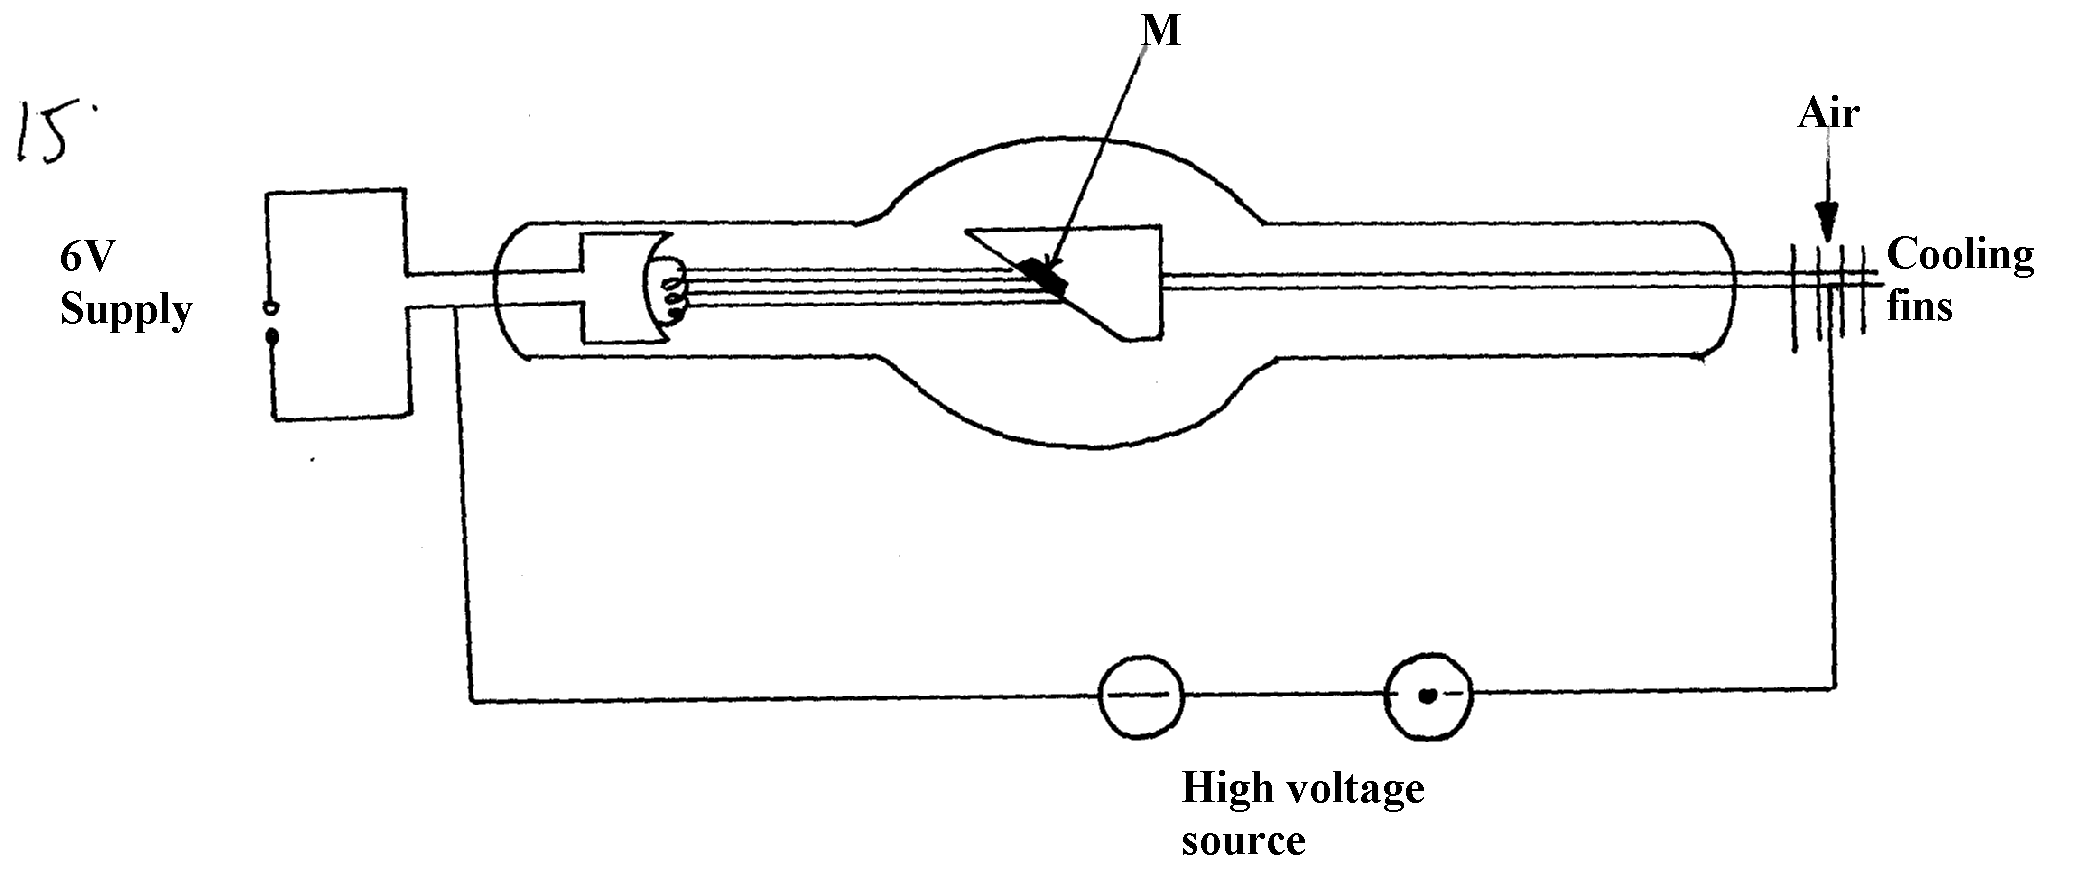 M
15.
Air
6V
Supply
Cooling
fins
High voltage
source